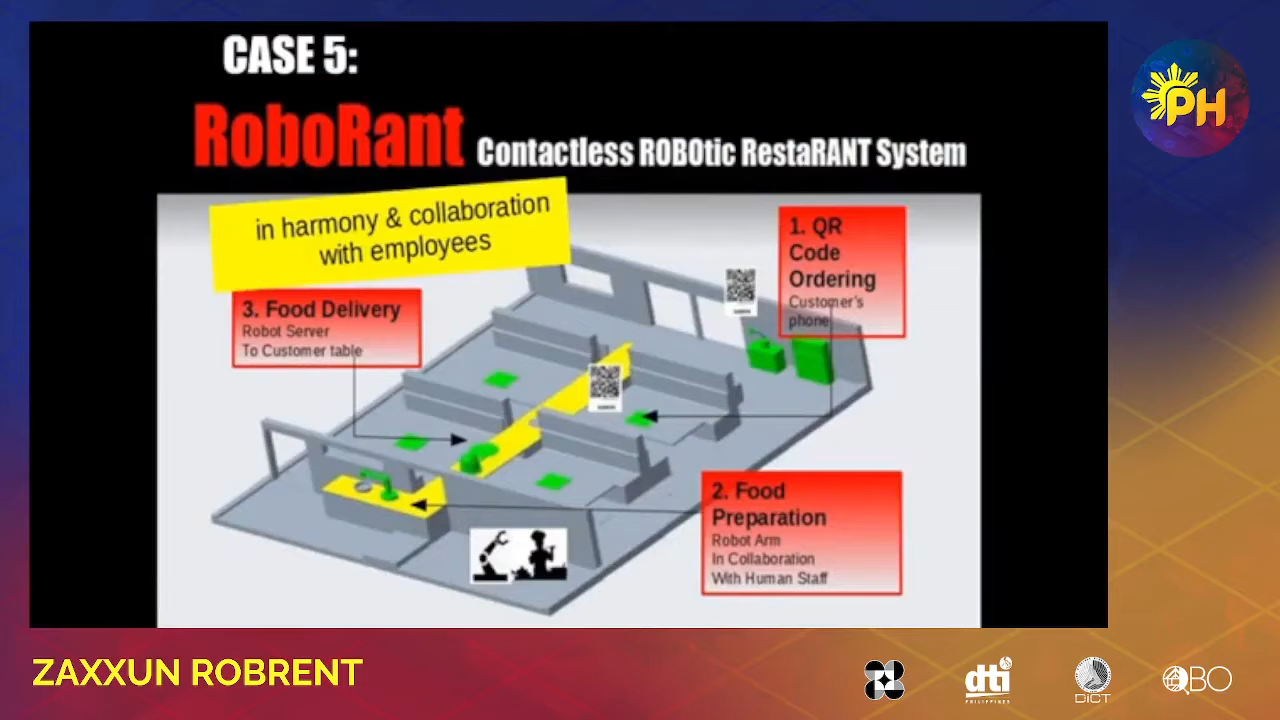 CASE 5:
RoboRant Contactless ROBOtic RestaRANT System
in harmony & collaboration
with employees
1. QR
Code
Ordering
Customer's
phone
3. Food Delivery
Robot Server
To Customer table
2. Food
Preparation
Robot Arm
In Collaboration
With Human Staff
PH
ZAXXUN ROBRENT
dti
PHILIPPINES
DICT
QBO